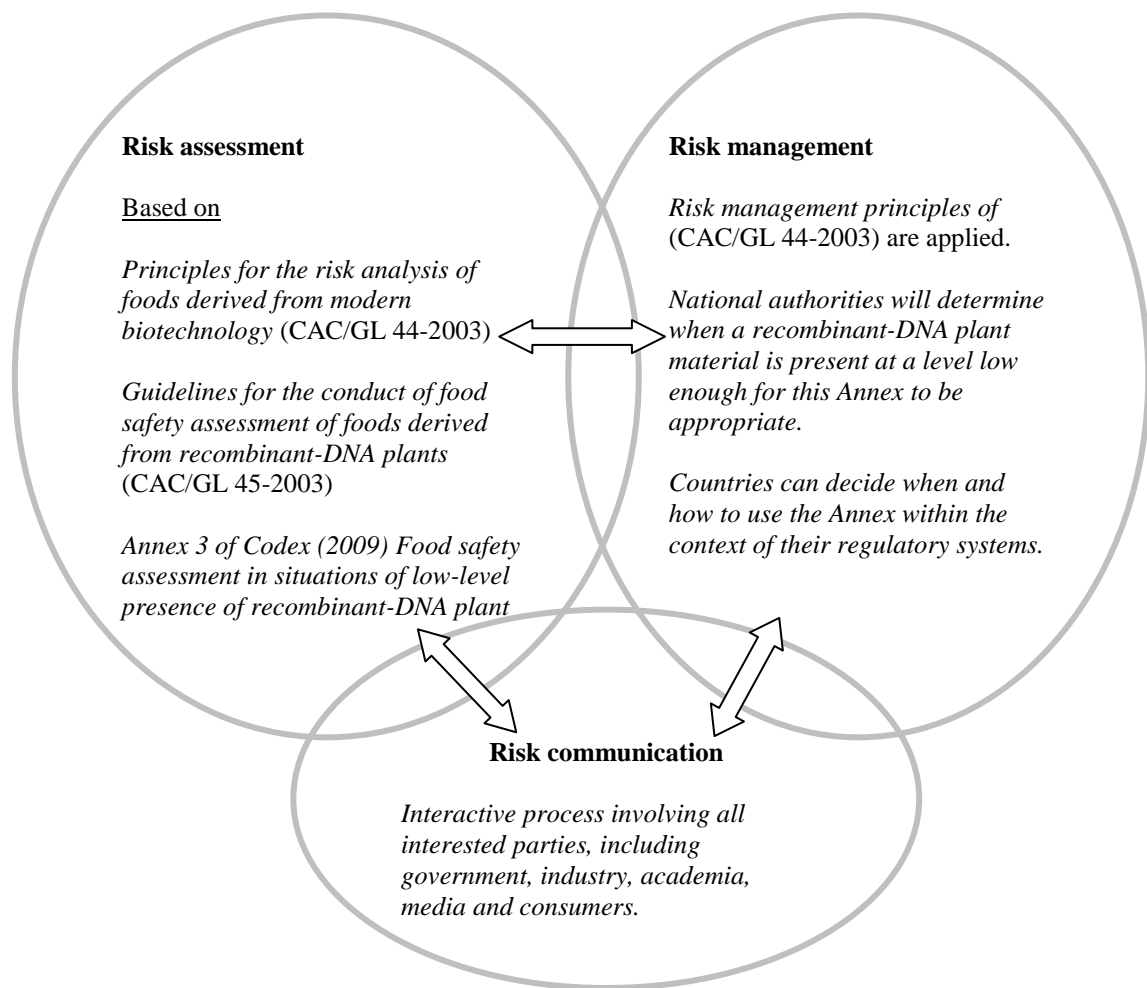 Risk assessment
Based on
Principles for the risk analysis of
foods derived from modern
biotechnology (CAC/GL 44-2003)
Guidelines for the conduct of food
safety assessment of foods derived
from recombinant-DNA plants
(CAC/GL 45-2003)
Annex 3 of Codex (2009) Food safety
assessment in situations of low-level
presence of recombinant-DNA plant
Risk management
Risk management principles of
(CAC/GL 44-2003) are applied.
National authorities will determine
when a recombinant-DNA plant
material is present at a level low
enough for this Annex to be
appropriate.
Countries can decide when and
how to use the Annex within the
context of their regulatory systems.
Risk communication
Interactive process involving all
interested parties, including
government, industry, academia,
media and consumers.